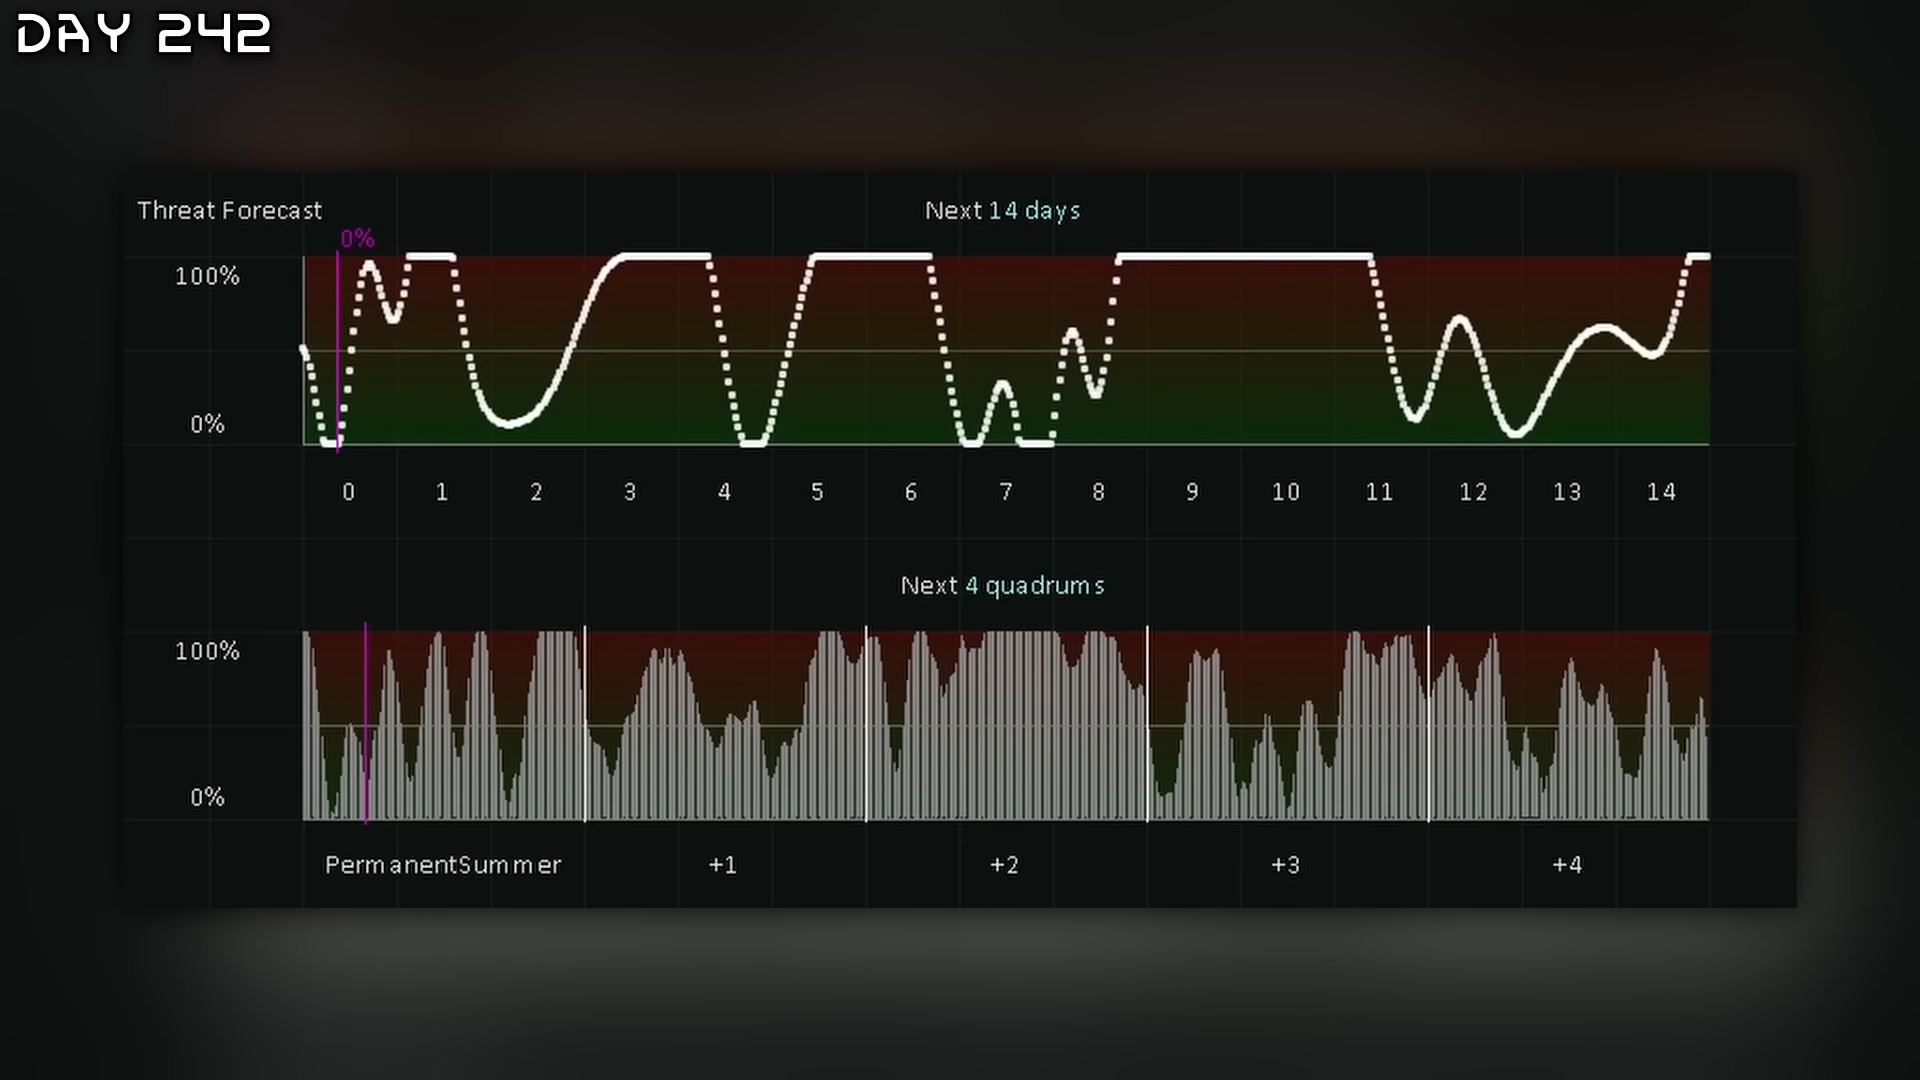 DAY 242
Threat Forecast
Next 14 days
0%
100%
0%
0 1 2 3 4 5 6 7 8 9 10 11 12 13 14
Next 4 quadrums
100%
0%
PermanentSummer +1 +2 +3 +4